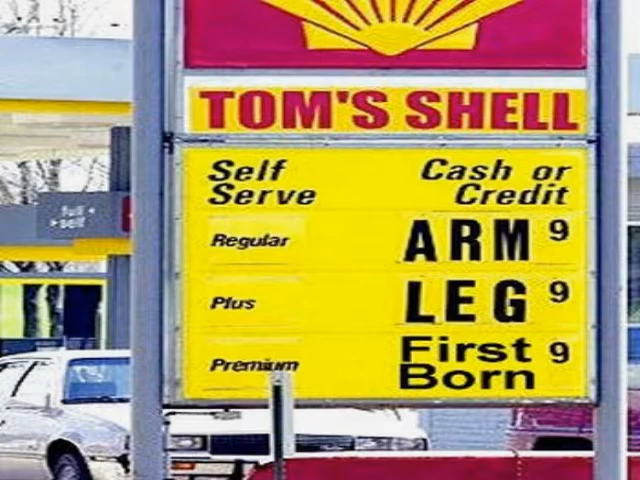 TOM'S SHELL
Self Serve
Cash or Credit
Regular ARM 9
Plus LEG 9
Premium First Born 9
full
self